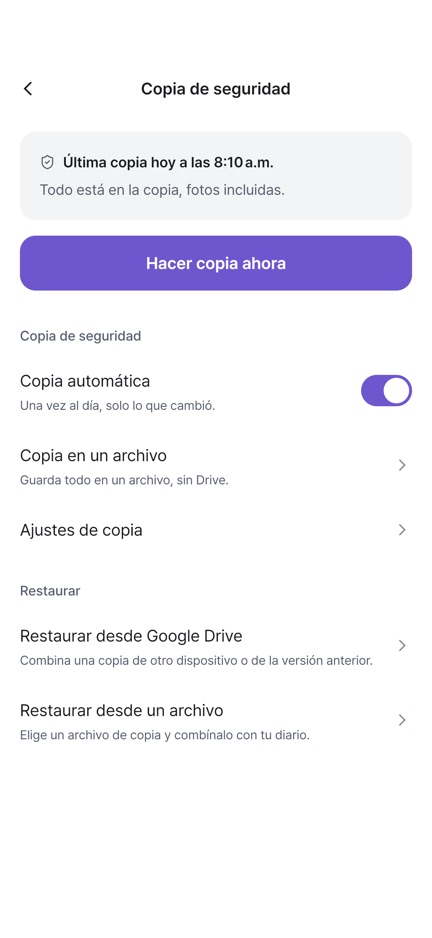 Copia de seguridad
Última copia hoy a las 8:10 a.m.
Todo está en la copia, fotos incluidas.
Hacer copia ahora
Copia de seguridad
Copia automática
Una vez al día, solo lo que cambió.
Copia en un archivo
Guarda todo en un archivo, sin Drive.
Ajustes de copia
Restaurar
Restaurar desde Google Drive
Combina una copia de otro dispositivo o de la versión anterior.
Restaurar desde un archivo
Elige un archivo de copia y combínalo con tu diario.